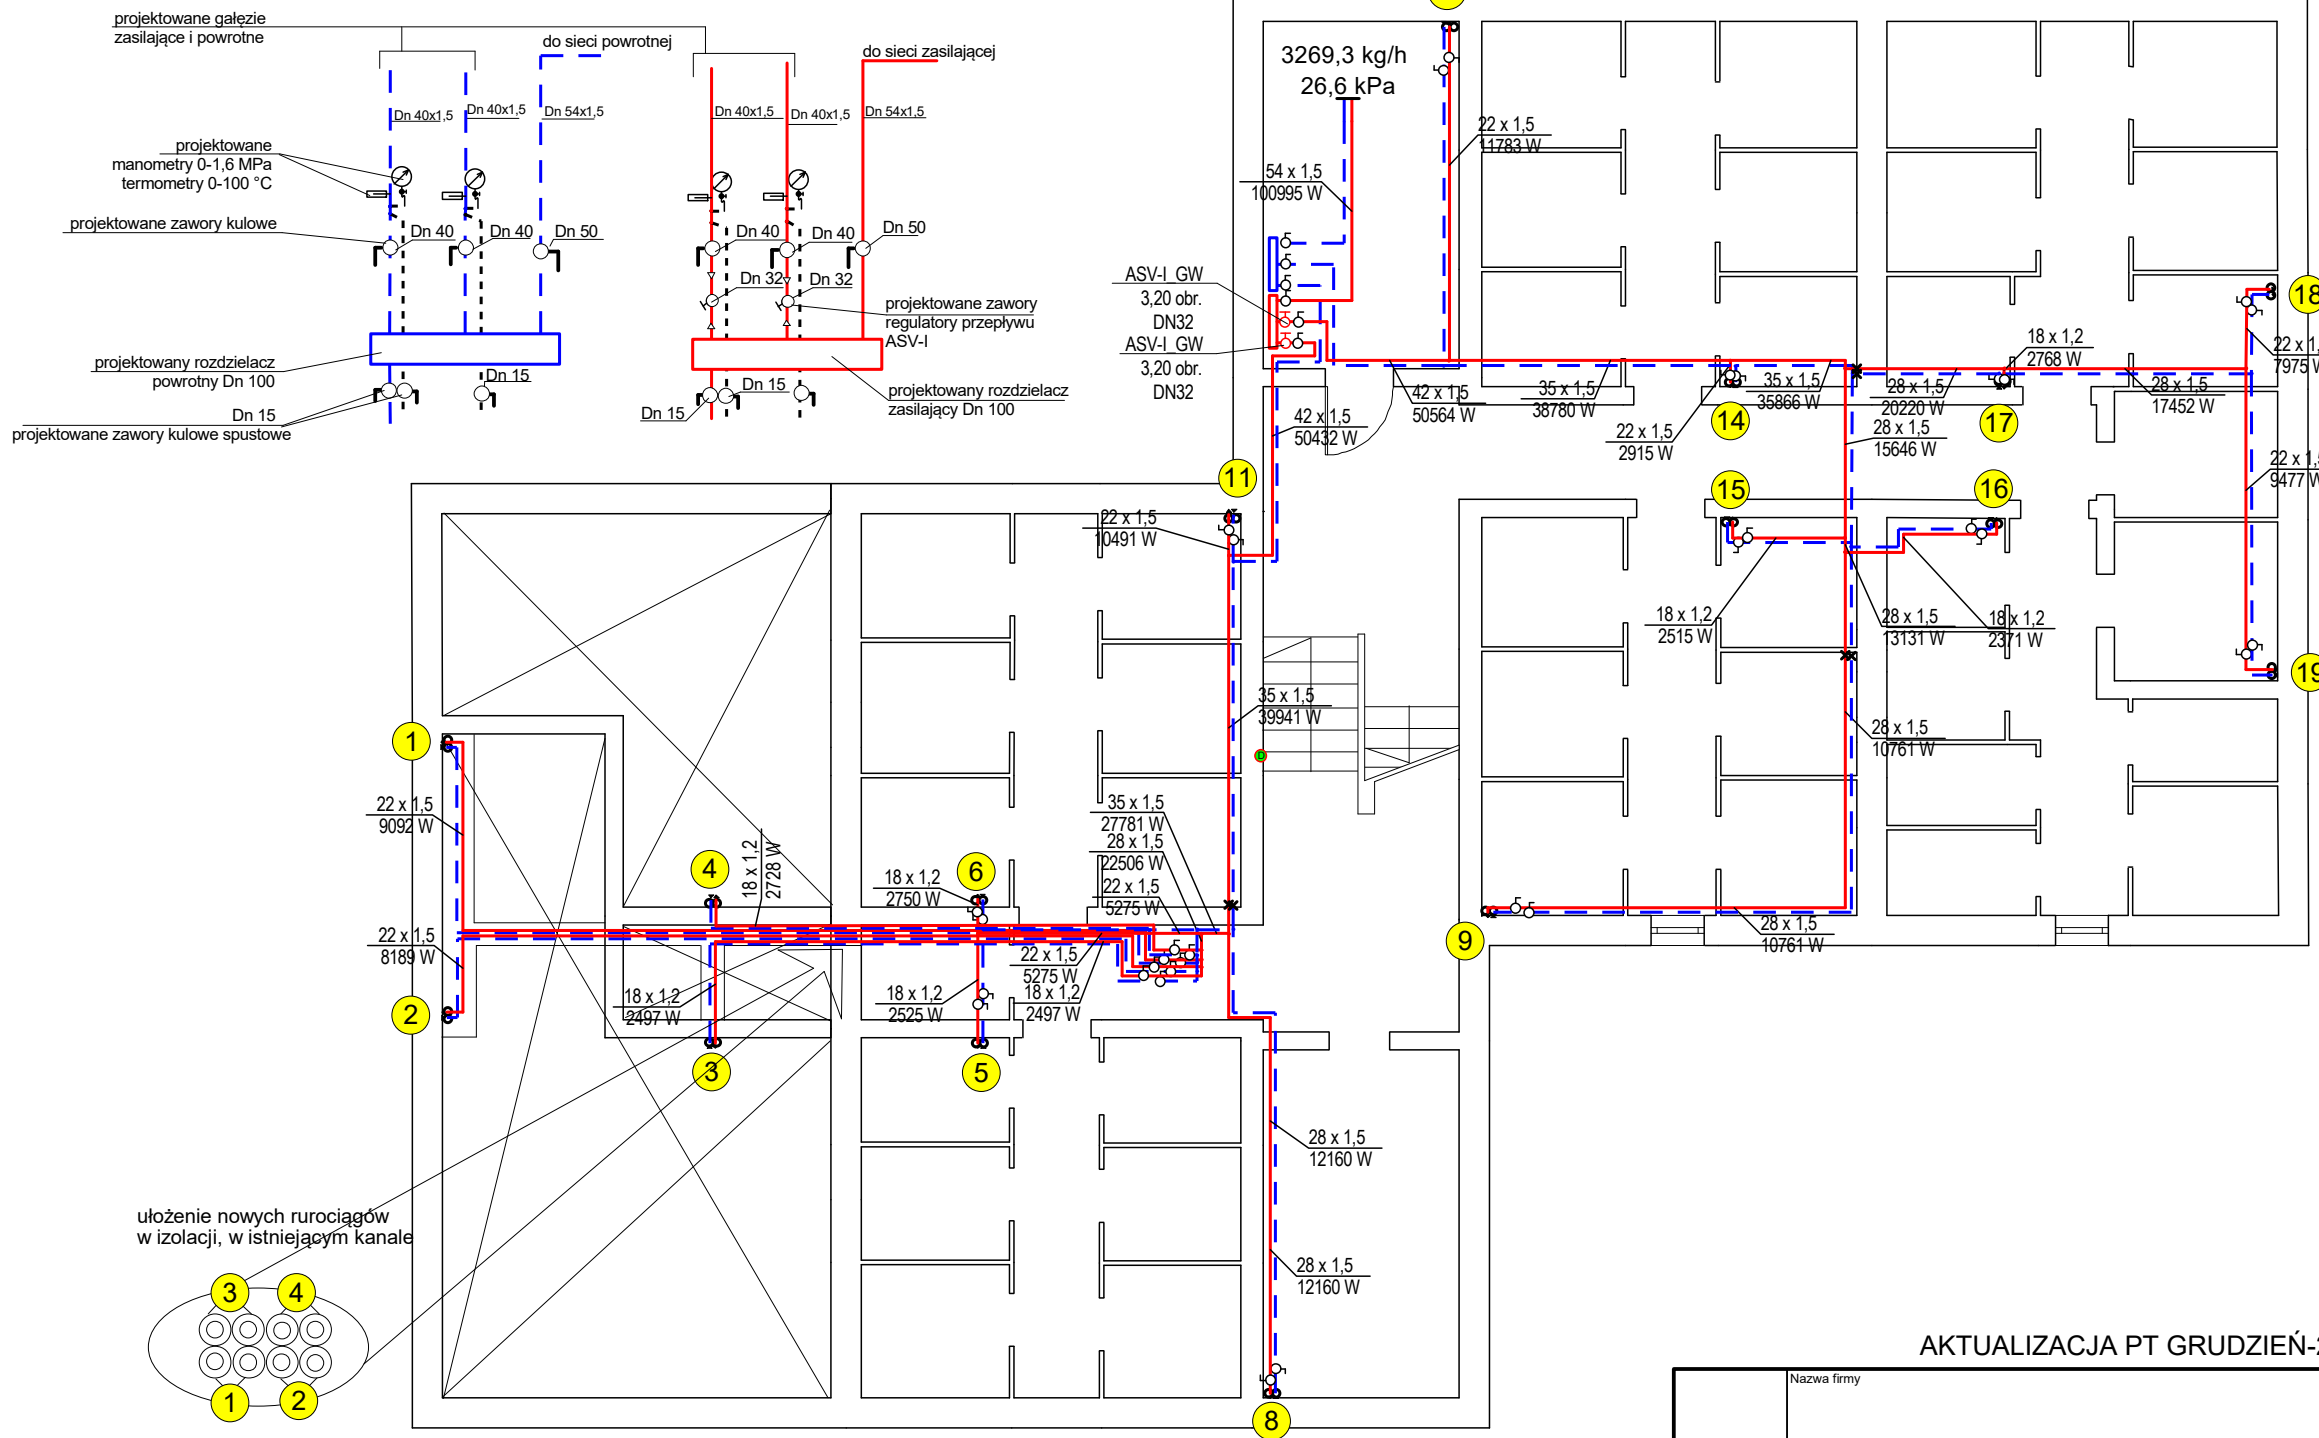 projektowane gałęzie
zasilające i powrotne
do sieci powrotnej
do sieci zasilającej
Dn 40x1,5
Dn 40x1,5
Dn 54x1,5
Dn 40x1,5
Dn 40x1,5
Dn 54x1,5
projektowane
manometry 0-1,6 MPa
termometry 0-100 °C
projektowane zawory kulowe
Dn 40
Dn 40
Dn 50
Dn 40
Dn 40
Dn 50
Dn 32
Dn 32
projektowane zawory
regulatory przepływu
ASV-I
projektowany rozdzielacz
powrotny Dn 100
Dn 15
Dn 15
Dn 15
projektowany rozdzielacz
zasilający Dn 100
Dn 15
projektowane zawory kulowe spustowe
3269,3 kg/h
26,6 kPa
22 x 1,5
11783 W
54 x 1,5
100995 W
ASV-I_GW
3,20 obr.
DN32
ASV-I_GW
3,20 obr.
DN32
42 x 1,5
50432 W
42 x 1,5
50564 W
35 x 1,5
38780 W
22 x 1,5
2915 W
14
35 x 1,5
35866 W
28 x 1,5
20220 W
28 x 1,5
15646 W
18 x 1,2
2768 W
17
28 x 1,5
17452 W
18
7975 W
9477 W
11
22 x 1,5
10491 W
15
16
18 x 1,2
2515 W
28 x 1,5
13131 W
18 x 1,2
2371 W
19
35 x 1,5
39941 W
28 x 1,5
10761 W
1
22 x 1,5
9092 W
4
18 x 1,2
2728 W
6
18 x 1,2
2750 W
35 x 1,5
27781 W
28 x 1,5
22506 W
22 x 1,5
5275 W
22 x 1,5
8189 W
2
18 x 1,2
2497 W
3
18 x 1,2
2525 W
5
22 x 1,5
5275 W
18 x 1,2
2497 W
9
28 x 1,5
10761 W
28 x 1,5
12160 W
28 x 1,5
12160 W
8
ułożenie nowych rurociągów
w izolacji, w istniejącym kanale
3
4
1
2
AKTUALIZACJA PT GRUDZIEŃ-
Nazwa firmy